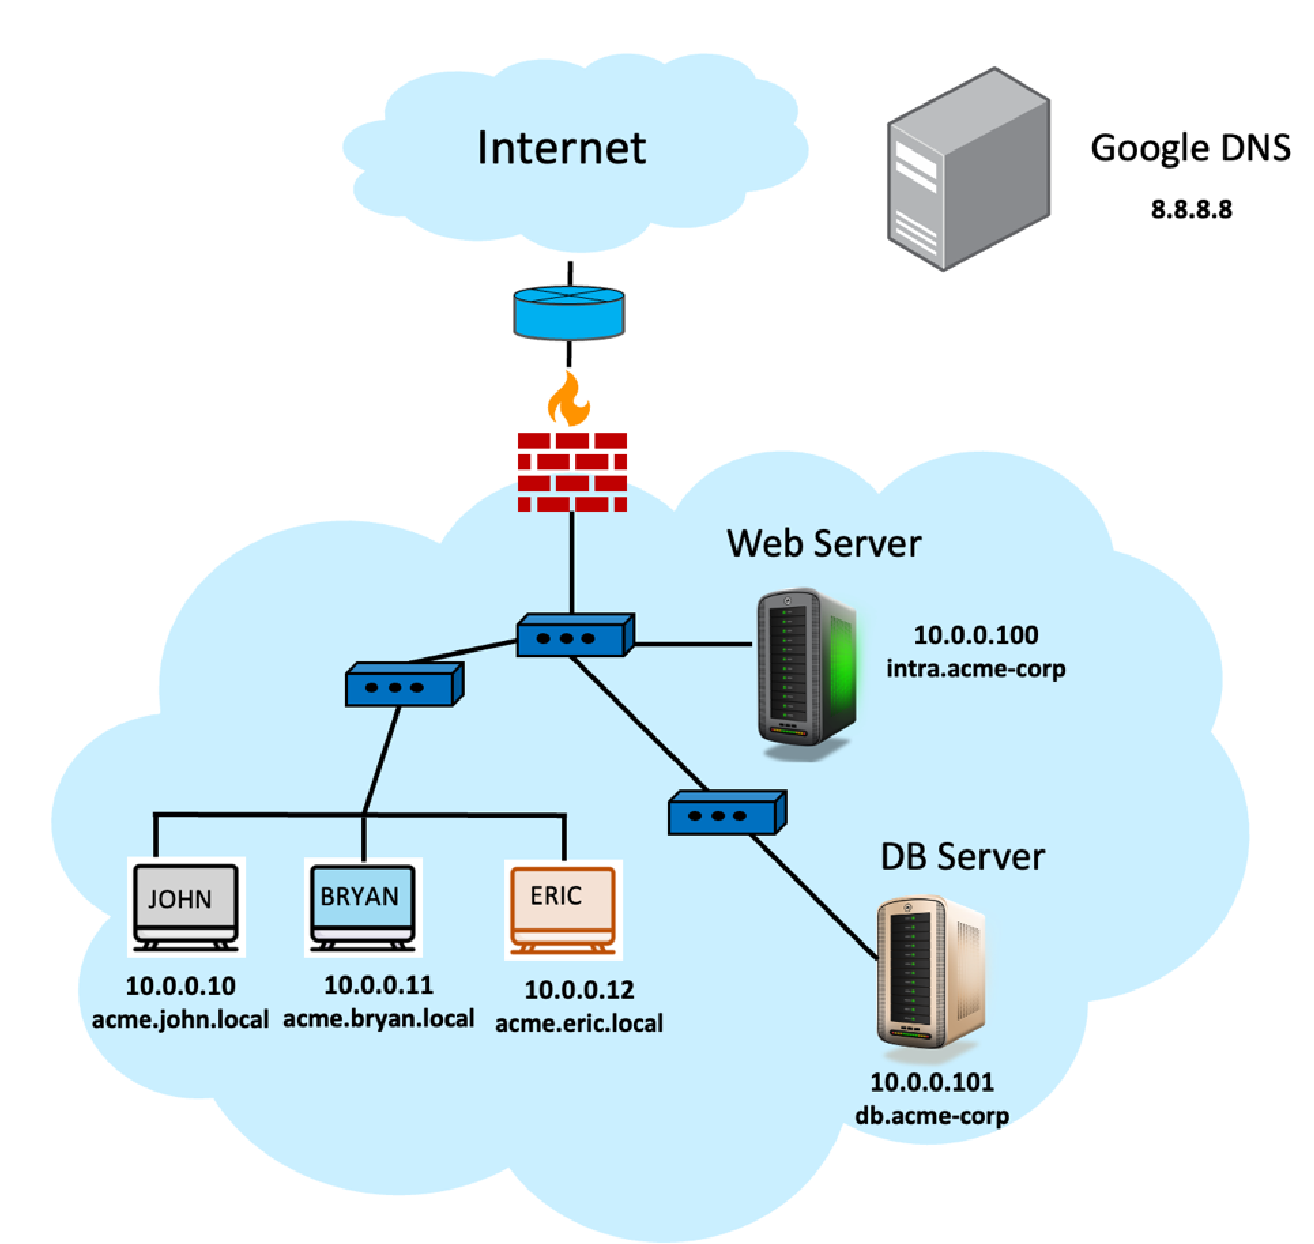 Internet
Google DNS
8.8.8.8
Web Server
10.0.0.100
intra.acme-corp
DB Server
JOHN
BRYAN
ERIC
10.0.0.10
acme.john.local
10.0.0.11
acme.bryan.local
10.0.0.12
acme.eric.local
10.0.0.101
db.acme-corp